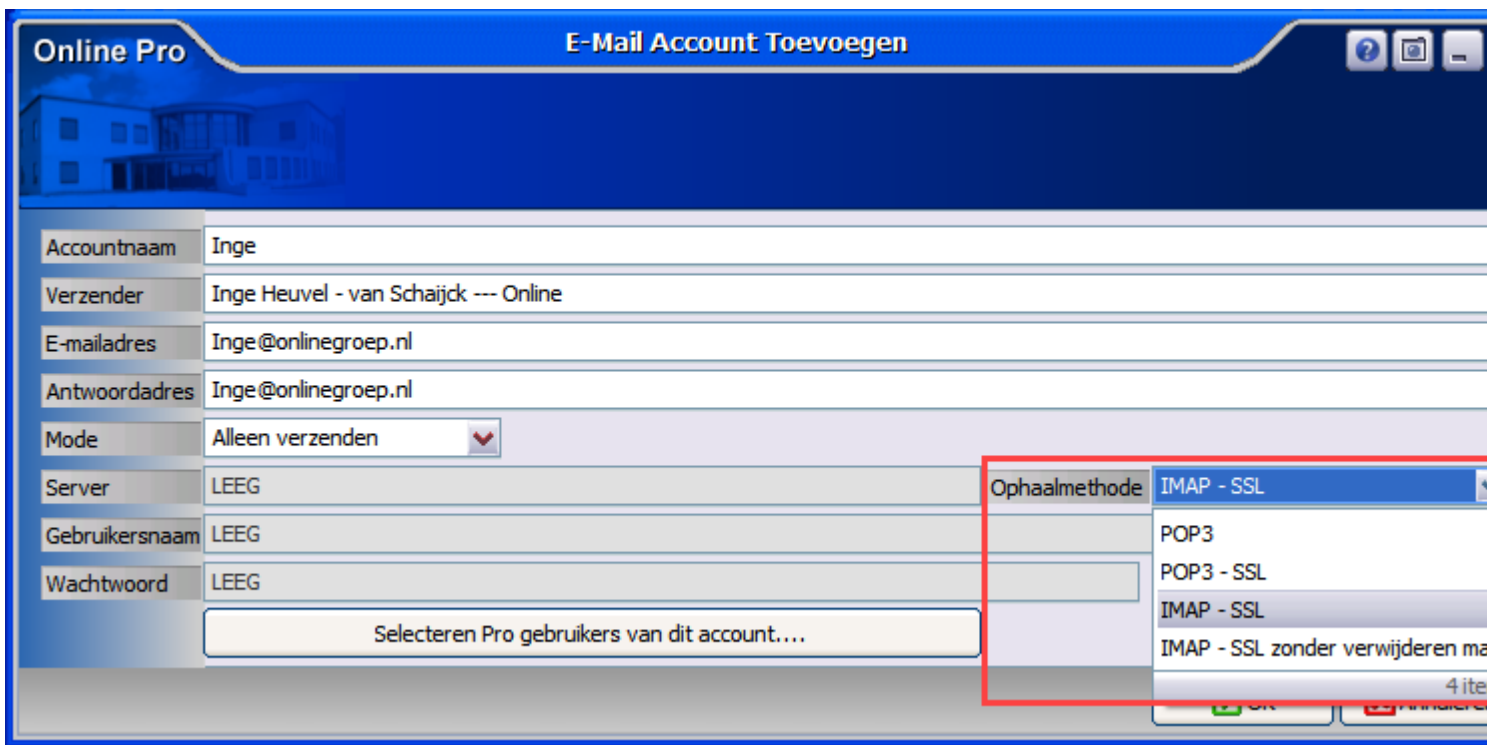 Online Pro
E-Mail Account Toevoegen
Accountnaam Inge
Verzender Inge Heuvel - van Schaijck --- Online
E-mailadres Inge@onlinegroep.nl
Antwoordadres Inge@onlinegroep.nl
Mode Alleen verzenden
Server LEEG Ophaalmethode IMAP - SSL
Gebruikersnaam LEEG
POP3
Wachtwoord LEEG
POP3 - SSL
IMAP - SSL
Selecteren Pro gebruikers van dit account....
IMAP - SSL zonder verwijderen
4